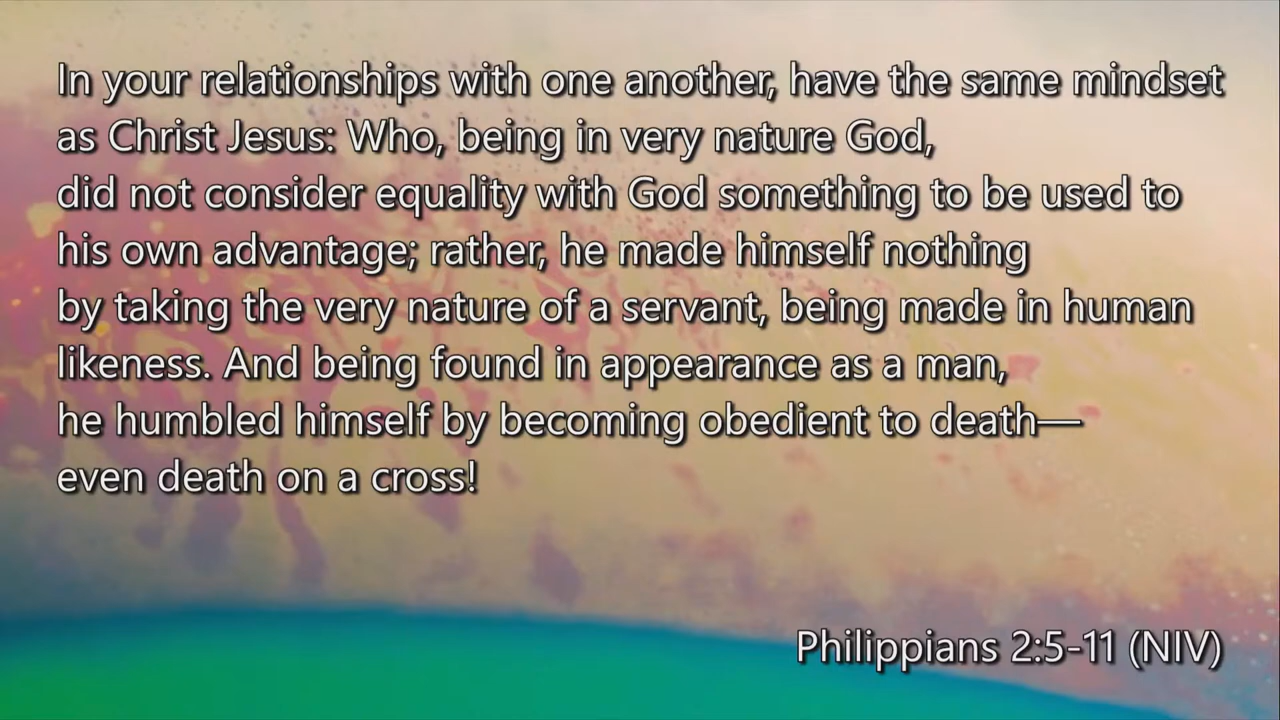 In your relationships with one another, have the same mindset
as Christ Jesus: Who, being in very nature God,
did not consider equality with God something to be used to
his own advantage; rather, he made himself nothing
by taking the very nature of a servant, being made in human
likeness. And being found in appearance as a man,
he humbled himself by becoming obedient to death—
even death on a cross!
Philippians 2:5-11 (NIV)